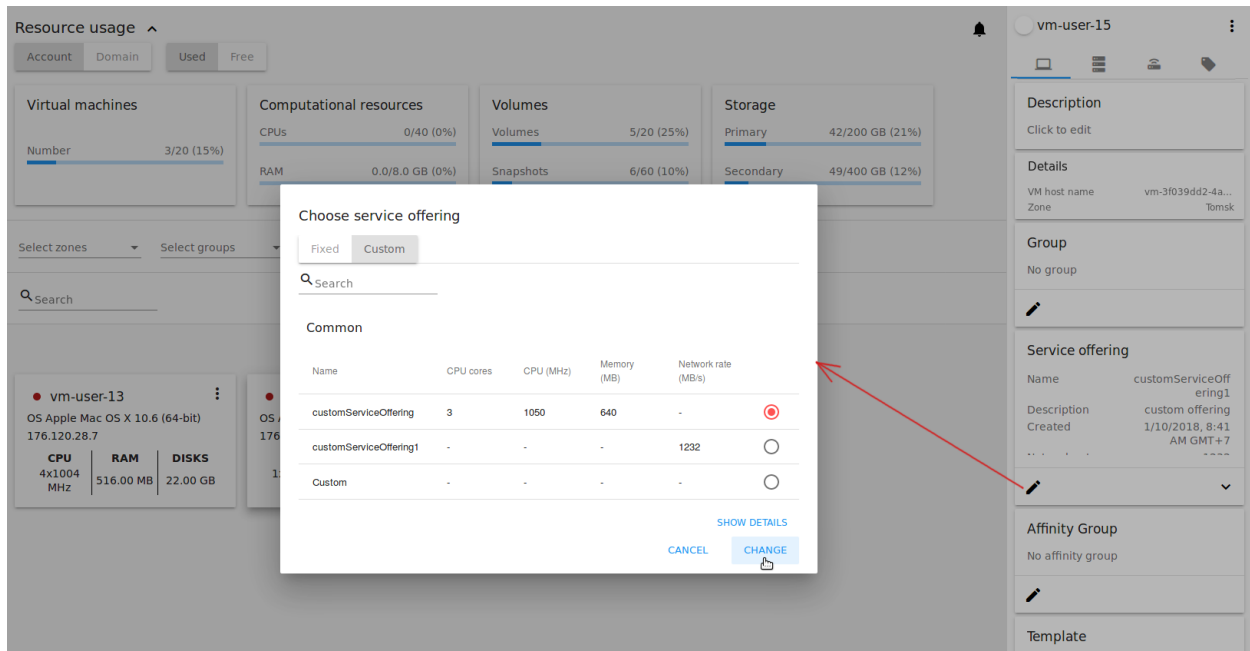 Resource usage
Account Domain Used Free
Virtual machines
Number 3/20 (15%)
Computational resources
CPUs 0/40 (0%)
RAM 0.0/8.0 GB (0%)
Volumes
Volumes 5/20 (25%)
Snapshots 6/60 (10%)
Storage
Primary 42/200 GB (21%)
Secondary 49/400 GB (12%)
Select zones Select groups
Search
vm-user-13
OS Apple Mac OS X 10.6 (64-bit)
176.120.28.7
CPU RAM DISKS
4x1004 MHz 516.00 MB 22.00 GB
OS
176
1
Choose service offering
Fixed Custom
Search
Common
Name CPU cores CPU (MHz) Memory (MB) Network rate (MB/s)
customServiceOffering 3 1050 640 -
customServiceOffering1 - - - 1232
Custom - - - -
SHOW DETAILS
CANCEL CHANGE
vm-user-15
Description
Click to edit
Details
VM host name vm-3f039dd2-4a...
Zone Tomsk
Group
No group
Service offering
Name customServiceOff
ering1
Description custom offering
Created 1/10/2018, 8:41
AM GMT+7
Affinity Group
No affinity group
Template